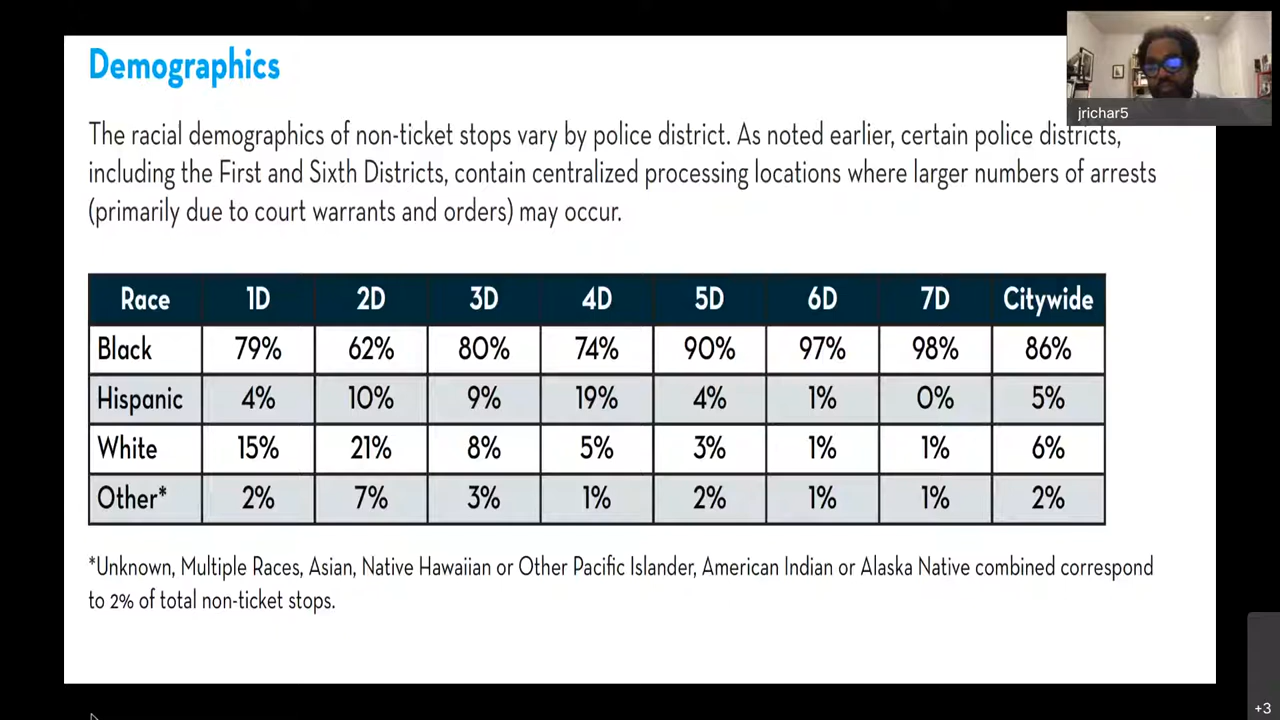 Demographics
jrichar5
The racial demographics of non-ticket stops vary by police district. As noted earlier, certain police districts,
including the First and Sixth Districts, contain centralized processing locations where larger numbers of arrests
(primarily due to court warrants and orders) may occur.
Race 1D 2D 3D 4D 5D 6D 7D Citywide
Black 79% 62% 80% 74% 90% 97% 98% 86%
Hispanic 4% 10% 9% 19% 4% 1% 0% 5%
White 15% 21% 8% 5% 3% 1% 1% 6%
Other* 2% 7% 3% 1% 2% 1% 1% 2%
*Unknown, Multiple Races, Asian, Native Hawaiian or Other Pacific Islander, American Indian or Alaska Native combined correspond
to 2% of total non-ticket stops.
+3